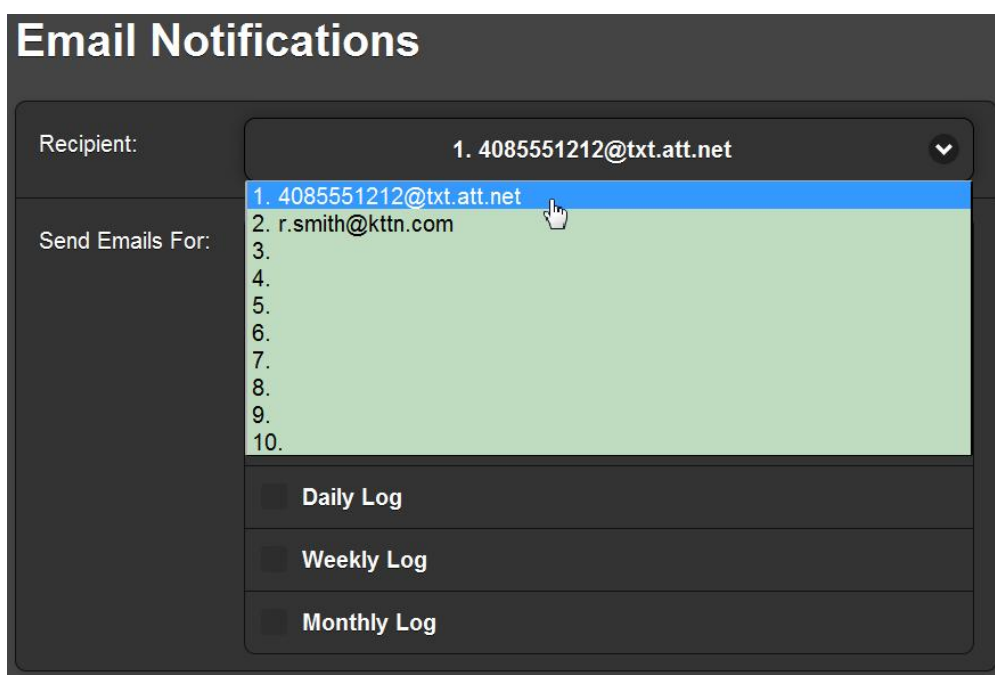 Email Notifications
Recipient:
1. 4085551212@txt.att.net
1. 4085551212@txt.att.net
2. r.smith@kttn.com
Send Emails For:
3.
4.
5.
6.
7.
8.
9.
10.
Daily Log
Weekly Log
Monthly Log